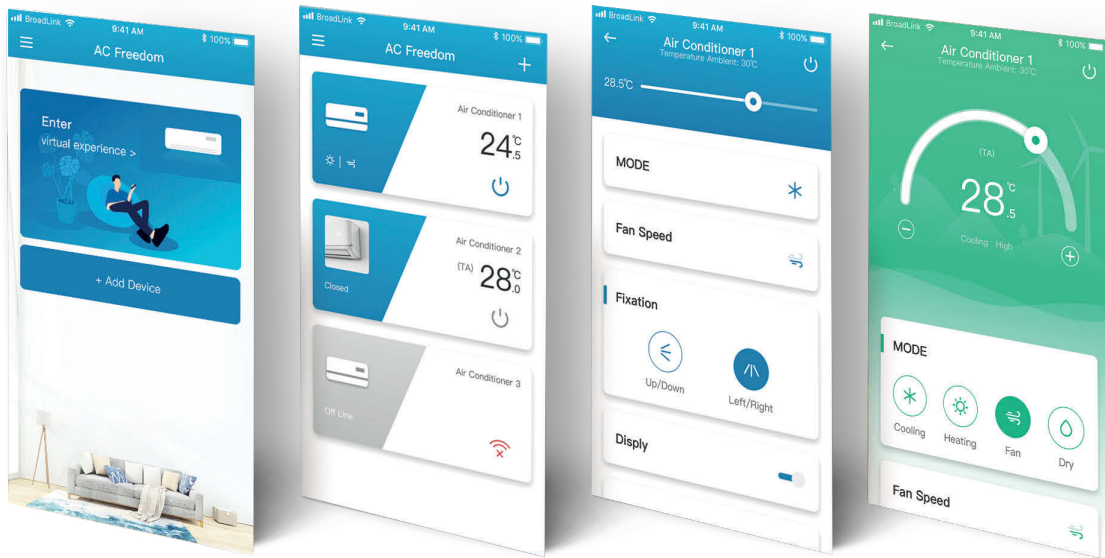 BroadLink
9:41 AM
100%
AC Freedom
Enter
virtual experience >
+ Add Device
BroadLink
9:41 AM
100%
AC Freedom
+
Air Conditioner 1
24.5℃
Air Conditioner 2
(TA) 28.0℃
Closed
Air Conditioner 3
Off Line
BroadLink
9:41 AM
100%
Air Conditioner 1
Temperature Ambient: 30℃
28.5℃
MODE
Fan Speed
Fixation
Up/Down
Left/Right
Disply
BroadLink
9:41 AM
100%
Air Conditioner 1
Temperature Ambient: 30℃
(TA)
28.5℃
Cooling High
MODE
Cooling
Heating
Fan
Dry
Fan Speed